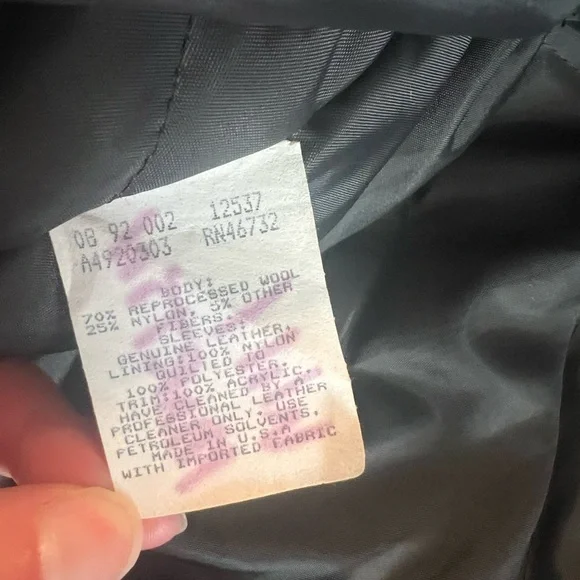 08 92 002 12537
A4920303 RN46732
BODY:
70% REPROCESSED WOOL
25% NYLON, 5% OTHER
FIBERS.
SLEEVES:
GENUINE LEATHER.
LINING:100% NYLON
QUILTED TO
100% POLYESTER.
TRIM:100% ACRYLIC.
HAVE CLEANED BY A
PROFESSIONAL LEATHER
CLEANER ONLY. USE
PETROLEUM SOLVENTS.
MADE IN U.S.A
WITH IMPORTED FABRIC